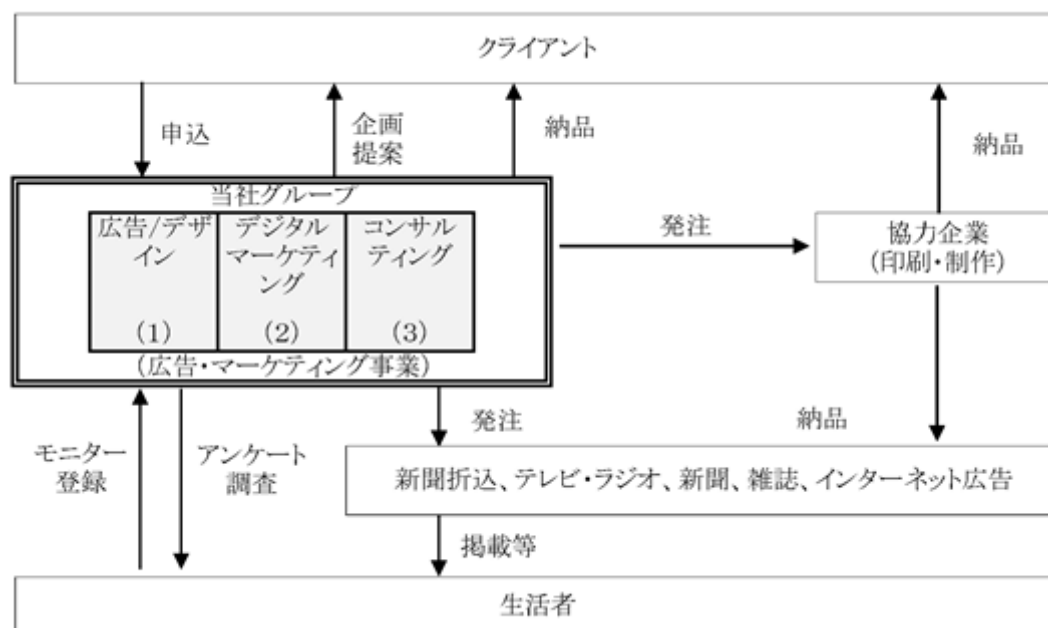 クライアント
申込
企画
提案
納品
納品
当社グループ
広告/デザ
イン
(1)
デジタル
マーケティ
ング
(2)
コンサル
ティング
(3)
(広告・マーケティング事業)
発注
協力企業
(印刷・制作)
モニター
登録
アンケート
調査
発注
納品
新聞折込、テレビ・ラジオ、新聞、雑誌、インターネット広告
掲載等
生活者